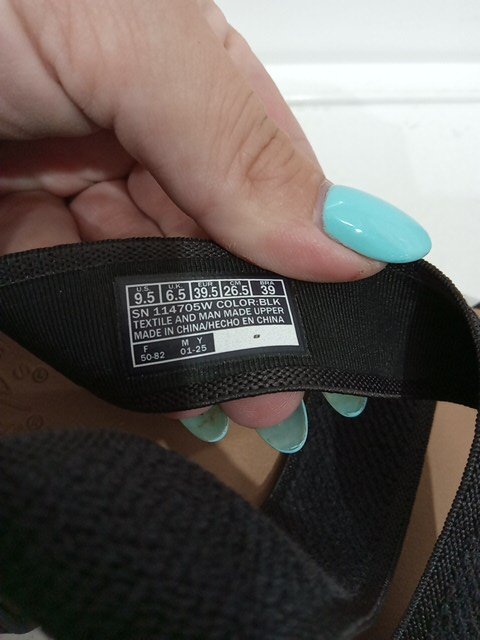 U.S. U.K. EUR CM BRA
9.5 6.5 39.5 26.5 39
SN 114705W COLOR:BLK
TEXTILE AND MAN MADE UPPER
MADE IN CHINA/HECHO EN CHINA
F M Y
50-82 01-25